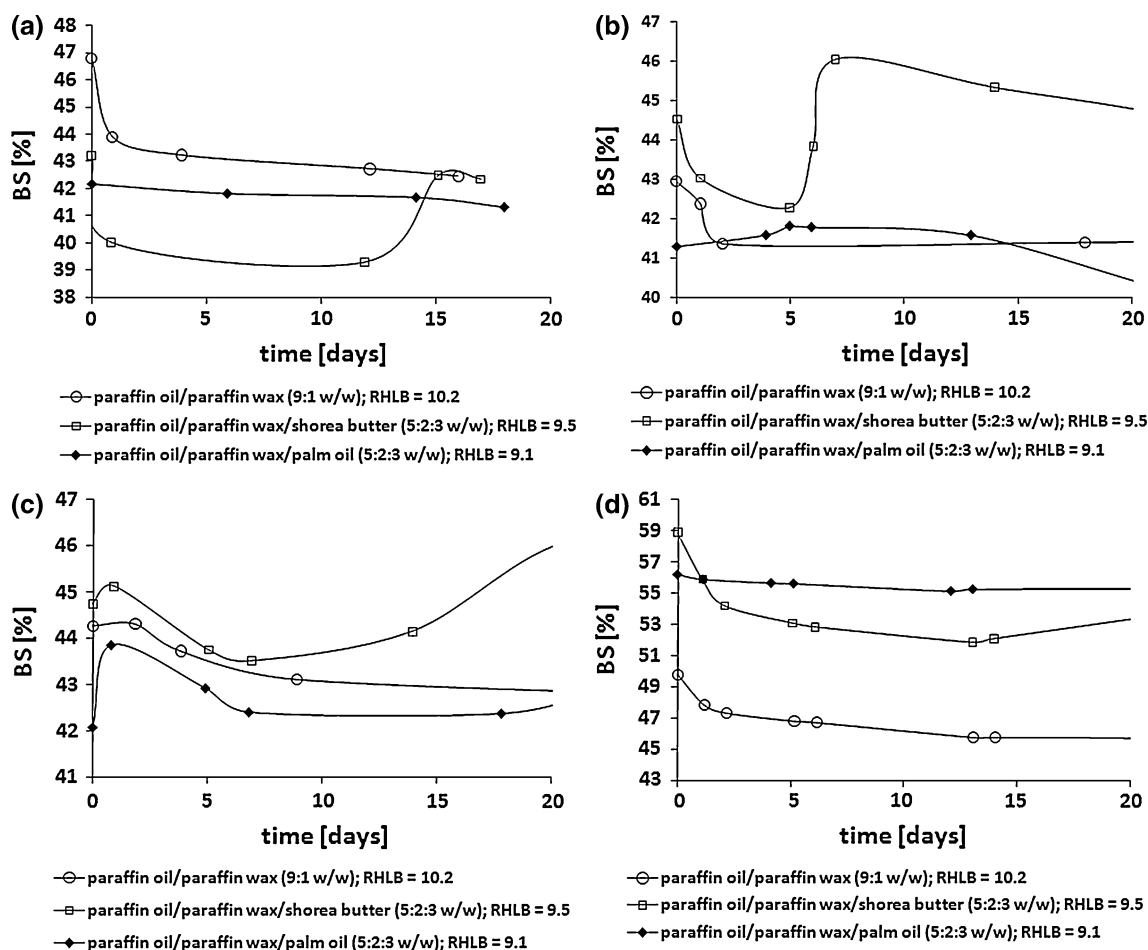 (a)
48
47
46
45
44
43
42
41
40
39
38
BS [%]
0 5 10 15 20
time [days]
paraffin oil/paraffin wax (9:1 w/w); RHLB = 10.2
paraffin oil/paraffin wax/shorea butter (5:2:3 w/w); RHLB = 9.5
paraffin oil/paraffin wax/palm oil (5:2:3 w/w); RHLB = 9.1
(b)
47
46
45
44
43
42
41
40
BS [%]
0 5 10 15 20
time [days]
paraffin oil/paraffin wax (9:1 w/w); RHLB = 10.2
paraffin oil/paraffin wax/shorea butter (5:2:3 w/w); RHLB = 9.5
paraffin oil/paraffin wax/palm oil (5:2:3 w/w); RHLB = 9.1
(c)
47
46
45
44
43
42
41
BS [%]
0 5 10 15 20
time [days]
paraffin oil/paraffin wax (9:1 w/w); RHLB = 10.2
paraffin oil/paraffin wax/shorea butter (5:2:3 w/w); RHLB = 9.5
paraffin oil/paraffin wax/palm oil (5:2:3 w/w); RHLB = 9.1
(d)
61
59
57
55
53
51
49
47
45
43
BS [%]
0 5 10 15 20
time [days]
paraffin oil/paraffin wax (9:1 w/w); RHLB = 10.2
paraffin oil/paraffin wax/shorea butter (5:2:3 w/w); RHLB = 9.5
paraffin oil/paraffin wax/palm oil (5:2:3 w/w); RHLB = 9.1